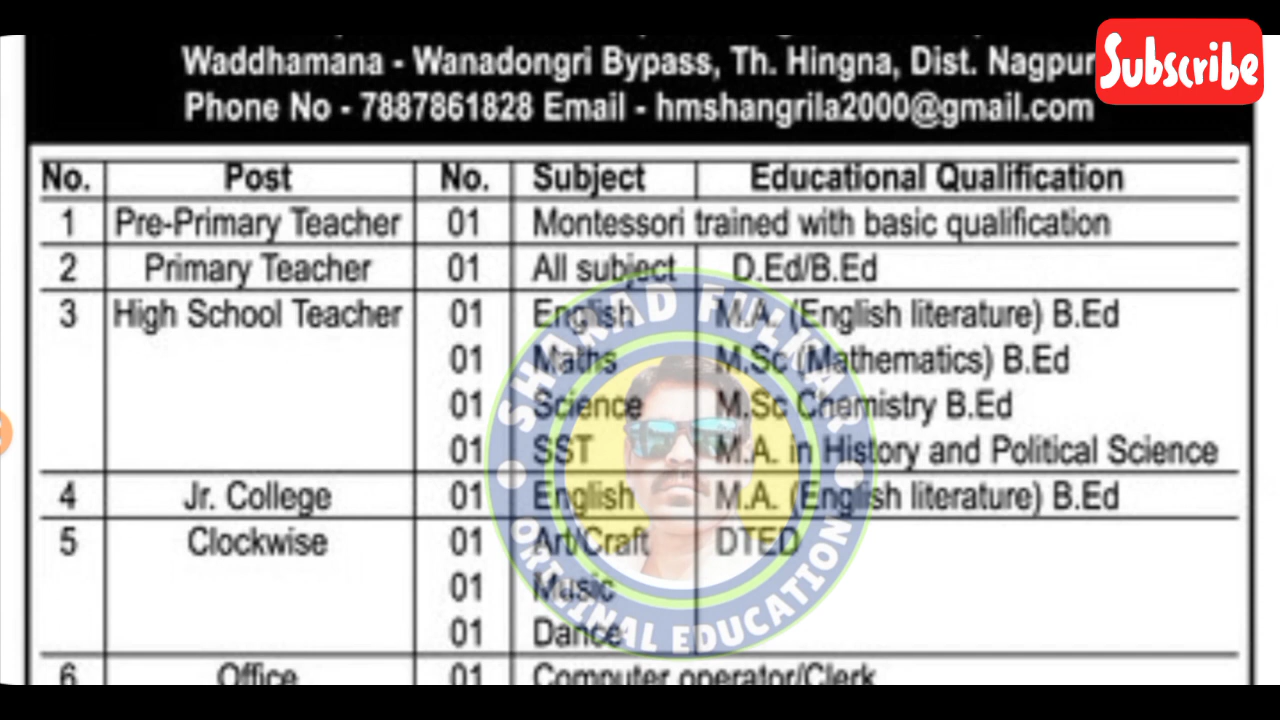 Subscribe
Waddhamana - Wanadongri Bypass, Th. Hingna, Dist. Nagpur
Phone No - 7887861828 Email - hmshangrila2000@gmail.com
No. Post No. Subject Educational Qualification
1 Pre-Primary Teacher 01 Montessori trained with basic qualification
2 Primary Teacher 01 All subject D.Ed/B.Ed
3 High School Teacher 01 English M.A. (English literature) B.Ed
01 Maths M.Sc (Mathematics) B.Ed
01 Science M.Sc Chemistry B.Ed
01 SST M.A. in History and Political Science
4 Jr. College 01 English M.A. (English literature) B.Ed
5 Clockwise 01 Art/Craft DTED
01 Music
01 Dance
6 Office 01 Computer operator/Clerk